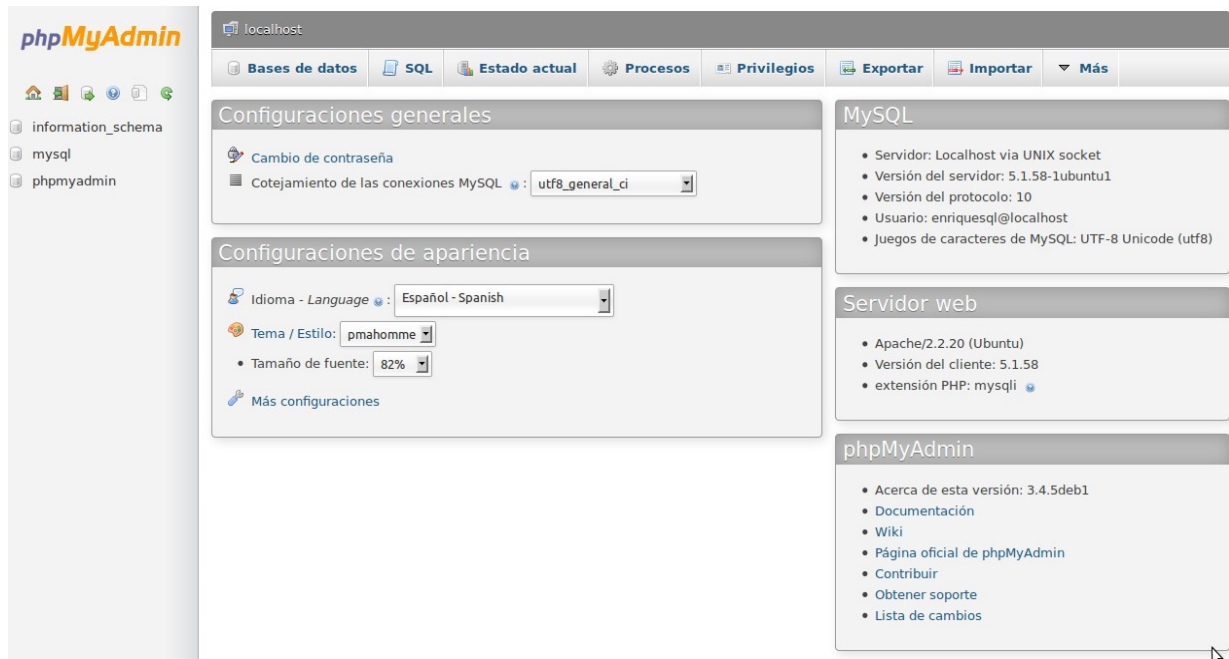 phpMyAdmin
information_schema
mysql
phpmyadmin
localhost
Bases de datos SQL Estado actual Procesos Privilegios Exportar Importar Más
Configuraciones generales
Cambio de contraseña
Cotejamiento de las conexiones MySQL : utf8_general_ci
Configuraciones de apariencia
Idioma - Language : Español - Spanish
Tema / Estilo: pmahomme
• Tamaño de fuente: 82%
Más configuraciones
MySQL
• Servidor: Localhost via UNIX socket
• Versión del servidor: 5.1.58-1ubuntu1
• Versión del protocolo: 10
• Usuario: enriquesql@localhost
• Juegos de caracteres de MySQL: UTF-8 Unicode (utf8)
Servidor web
• Apache/2.2.20 (Ubuntu)
• Versión del cliente: 5.1.58
• extensión PHP: mysqli
phpMyAdmin
• Acerca de esta versión: 3.4.5deb1
• Documentación
• Wiki
• Página oficial de phpMyAdmin
• Contribuir
• Obtener soporte
• Lista de cambios